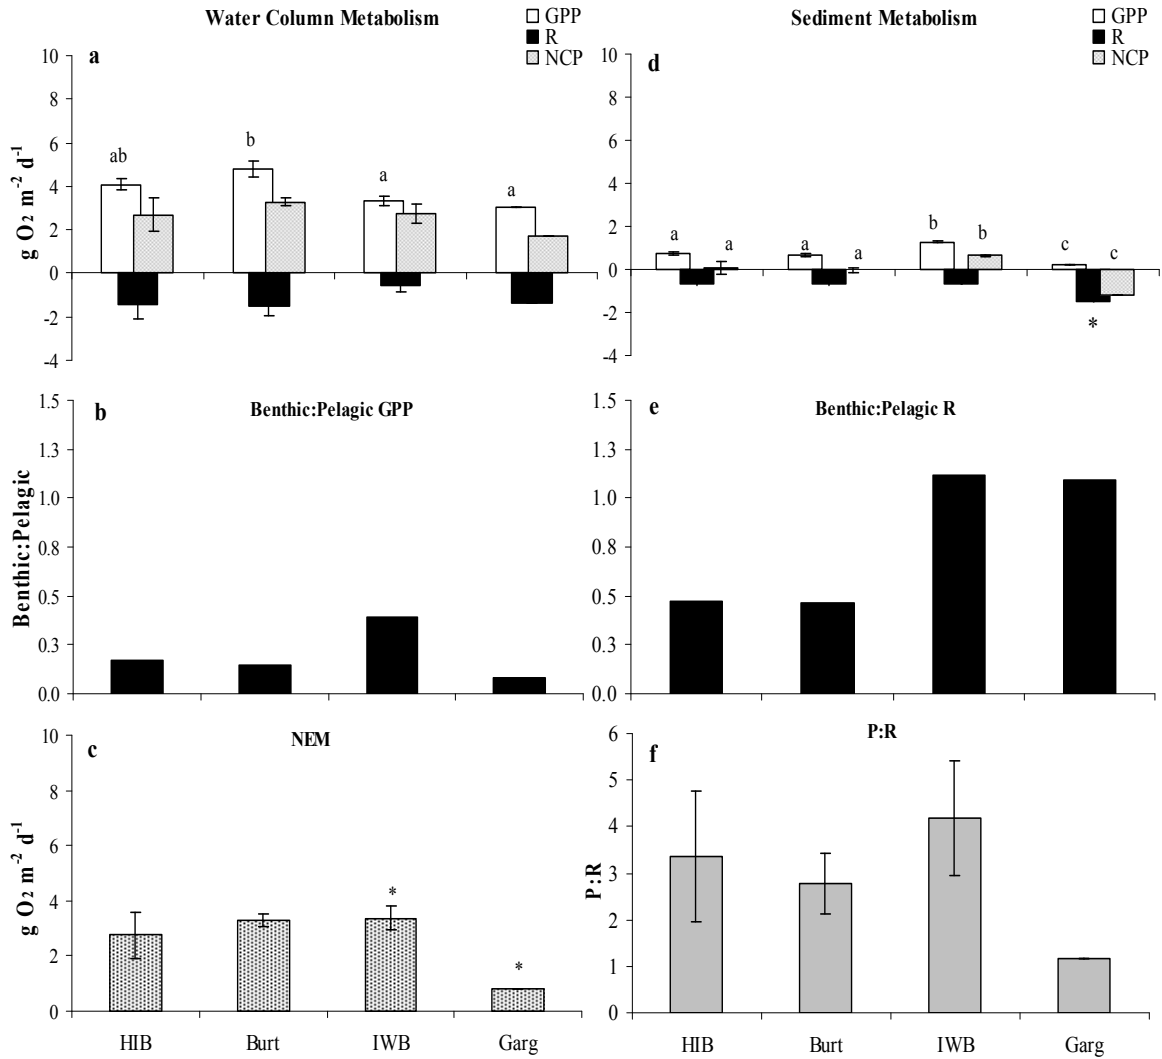 Water Column Metabolism
GPP
R
NCP
a
10
8
6
4
2
0
-2
-4
g O2 m-2 d-1
ab
b
a
a
Sediment Metabolism
GPP
R
NCP
d
10
8
6
4
2
0
-2
-4
a a
a a
b b
c c
*
b
Benthic:Pelagic GPP
1.5
1.3
1.0
0.8
0.5
0.3
0.0
Benthic:Pelagic
e
Benthic:Pelagic R
1.5
1.3
1.0
0.8
0.5
0.3
0.0
c
NEM
10
8
6
4
2
0
g O2 m-2 d-1
*
*
HIB Burt IWB Garg
f
P:R
6
5
4
3
2
1
0
P:R
HIB Burt IWB Garg